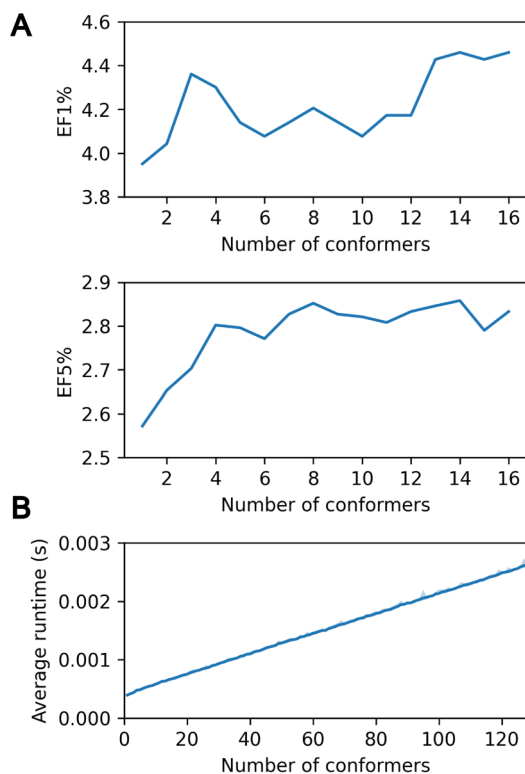 A
EF1%
4.6
4.4
4.2
4.0
3.8
2 4 6 8 10 12 14 16
Number of conformers
EF5%
2.9
2.8
2.7
2.6
2.5
2 4 6 8 10 12 14 16
Number of conformers
B
Average runtime (s)
0.003
0.002
0.001
0.000
0 20 40 60 80 100 120
Number of conformers